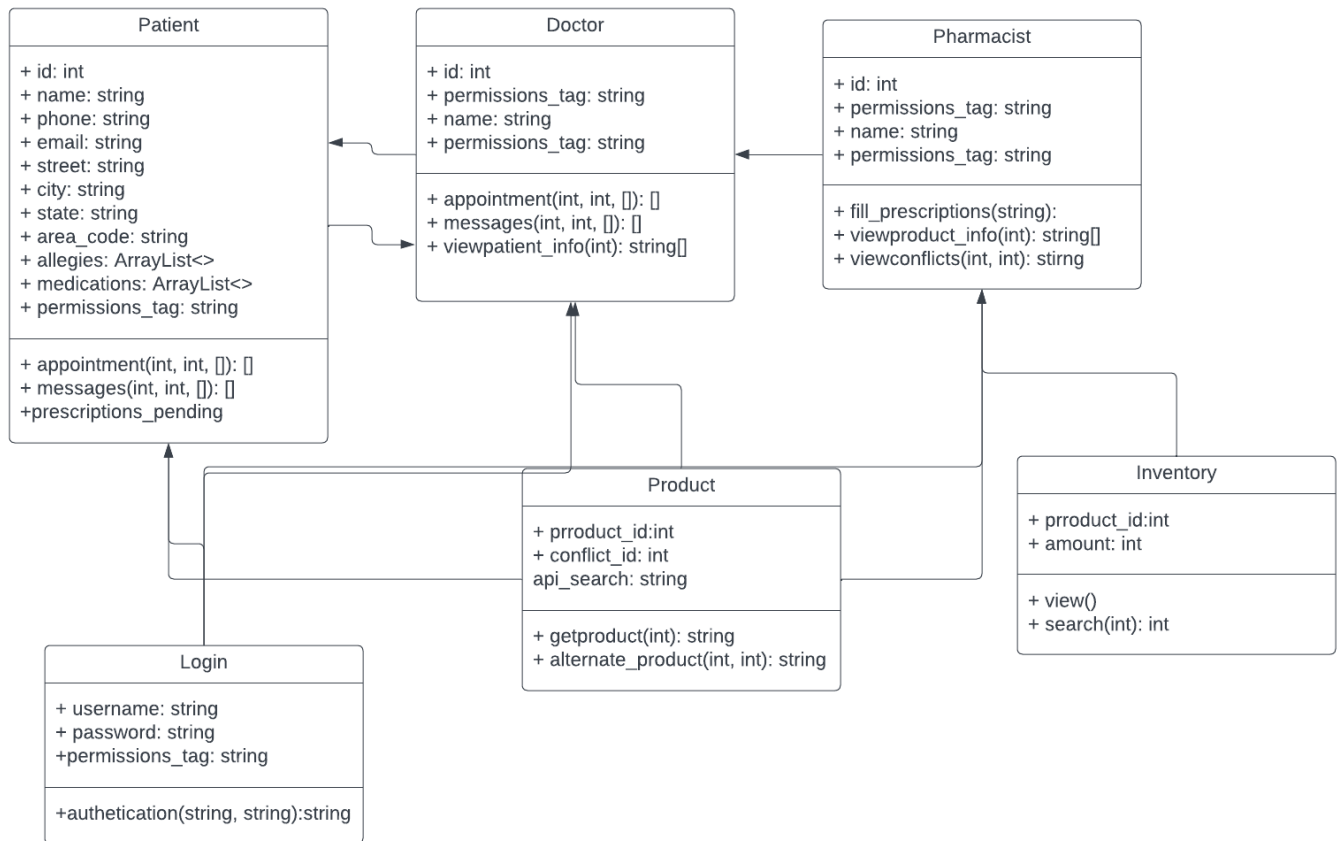 Patient
+ id: int
+ name: string
+ phone: string
+ email: string
+ street: string
+ city: string
+ state: string
+ area_code: string
+ allegies: ArrayList<>
+ medications: ArrayList<>
+ permissions_tag: string
+ appointment(int, int, []): []
+ messages(int, int, []): []
+prescriptions_pending
Doctor
+ id: int
+ permissions_tag: string
+ name: string
+ permissions_tag: string
+ appointment(int, int, []): []
+ messages(int, int, []): []
+ viewpatient_info(int): string[]
Pharmacist
+ id: int
+ permissions_tag: string
+ name: string
+ permissions_tag: string
+ fill_prescriptions(string):
+ viewproduct_info(int): string[]
+ viewconflicts(int, int): stirng
Product
+ prroduct_id:int
+ conflict_id: int
api_search: string
+ getproduct(int): string
+ alternate_product(int, int): string
Inventory
+ prroduct_id:int
+ amount: int
+ view()
+ search(int): int
Login
+ username: string
+ password: string
+permissions_tag: string
+authetication(string, string):string